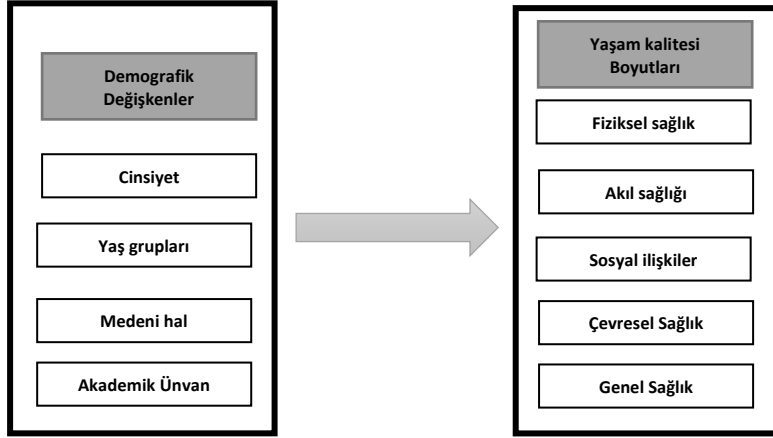 Demografik
Değişkenler
Cinsiyet
Yaş grupları
Medeni hal
Akademik Ünvan
Yaşam kalitesi
Boyutları
Fiziksel sağlık
Akıl sağlığı
Sosyal ilişkiler
Çevresel Sağlık
Genel Sağlık